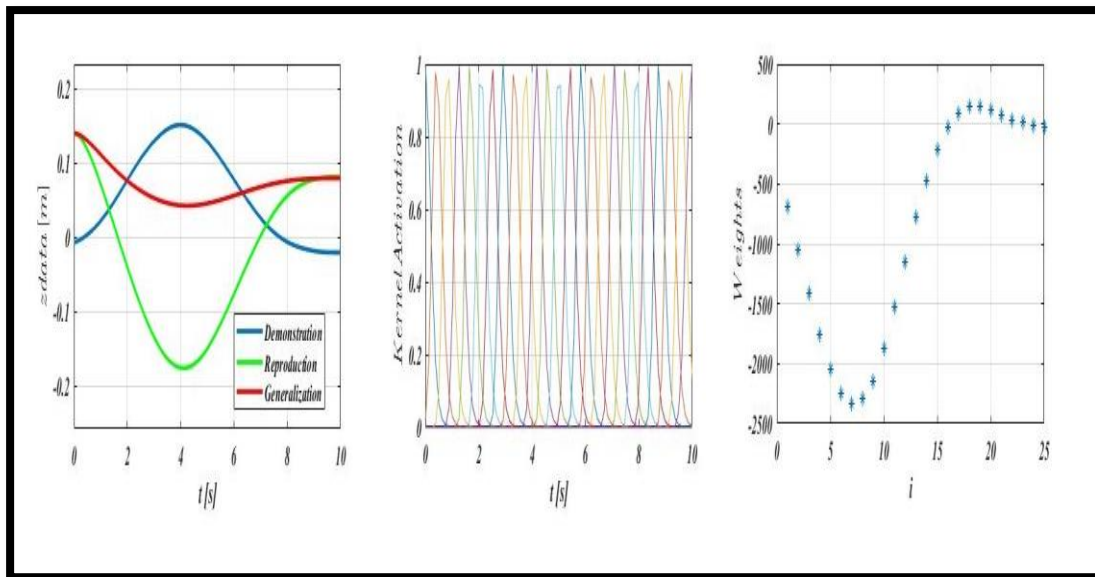 zdata [m]
0.2
0.1
0
-0.1
-0.2
Demonstration
Reproduction
Generalization
0 2 4 6 8 10
t [s]
Kernel Activation
1
0.8
0.6
0.4
0.2
0
0 2 4 6 8 10
t [s]
Weights
500
0
-500
-1000
-1500
-2000
-2500
0 5 10 15 20 25
i